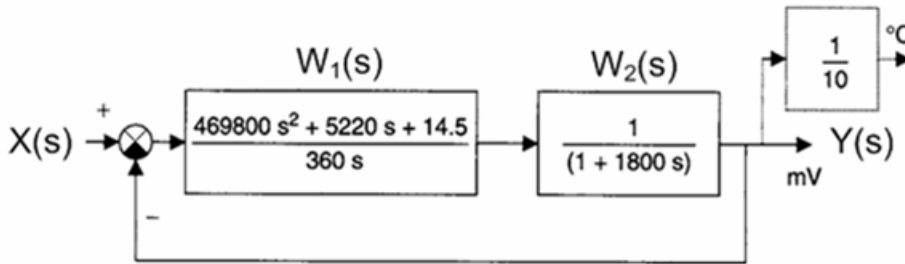 W₁(s)
W₂(s)
1
10
°C
X(s)
+
−
469800 s² + 5220 s + 14.5
360 s
1
(1 + 1800 s)
Y(s)
mV